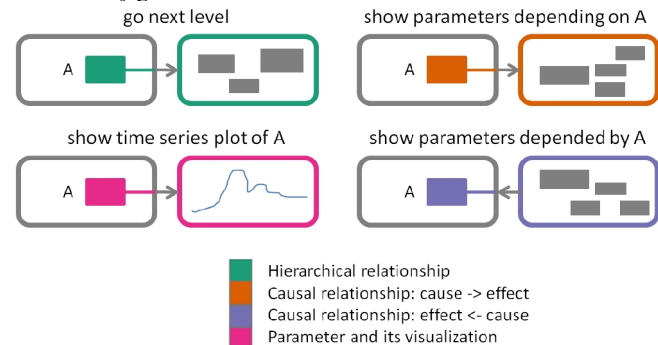 go next level
show parameters depending on A
A
A
show time series plot of A
show parameters depended by A
A
A
Hierarchical relationship
Causal relationship: cause -> effect
Causal relationship: effect <- cause
Parameter and its visualization